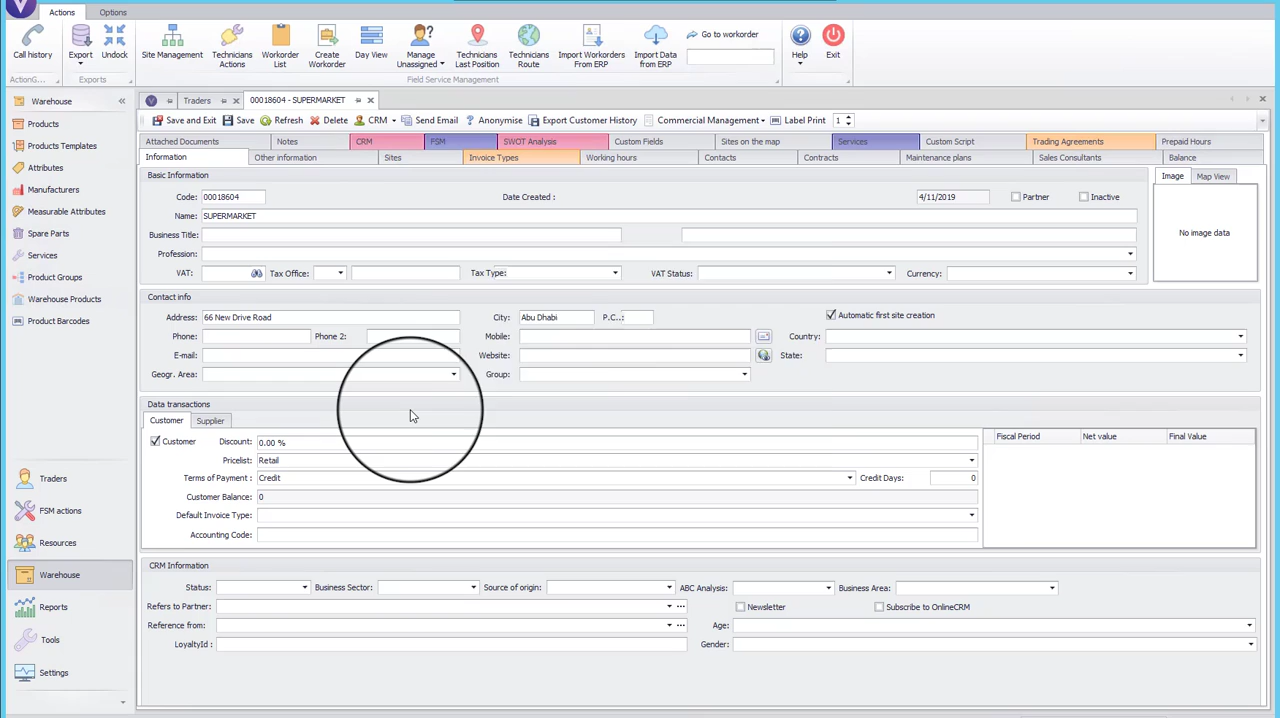 Actions Options
Call history Export Undock Site Management Technicians Actions Workorder List Create Workorder Day View Manage Unassigned Technicians Last Position Technicians Route Import Workorders From ERP Import Data from ERP Go to workorder Help Exit
ActionG... Exports Field Service Management
Warehouse « Traders 00018604 - SUPERMARKET
Products Save and Exit Save Refresh Delete CRM Send Email Anonymise Export Customer History Commercial Management Label Print 1
Products Templates Attached Documents Notes CRM FSM SWOT Analysis Custom Fields Sites on the map Services Custom Script Trading Agreements Prepaid Hours
Information Other information Sites Invoice Types Working hours Contacts Contracts Maintenance plans Sales Consultants Balance
Attributes
Manufacturers
Measurable Attributes
Spare Parts
Services
Product Groups
Warehouse Products
Product Barcodes
Basic Information
Code: 00018604 Date Created : 4/11/2019 Partner Inactive
Name: SUPERMARKET
Business Title:
Profession:
VAT: Tax Office: Tax Type: VAT Status: Currency:
Image Map View
No image data
Contact info
Address: 66 New Drive Road City: Abu Dhabi P.C..: Automatic first site creation
Phone: Phone 2: Mobile: Country:
E-mail: Website: State:
Geogr. Area: Group:
Data transactions
Customer Supplier
Customer Discount: 0.00 %
Pricelist: Retail
Terms of Payment: Credit Credit Days: 0
Customer Balance: 0
Default Invoice Type:
Accounting Code:
Fiscal Period Net value Final Value
CRM Information
Status: Business Sector: Source of origin: ABC Analysis: Business Area:
Refers to Partner: Newsletter Subscribe to OnlineCRM
Reference from: Age:
LoyaltyId : Gender:
Traders
FSM actions
Resources
Warehouse
Reports
Tools
Settings